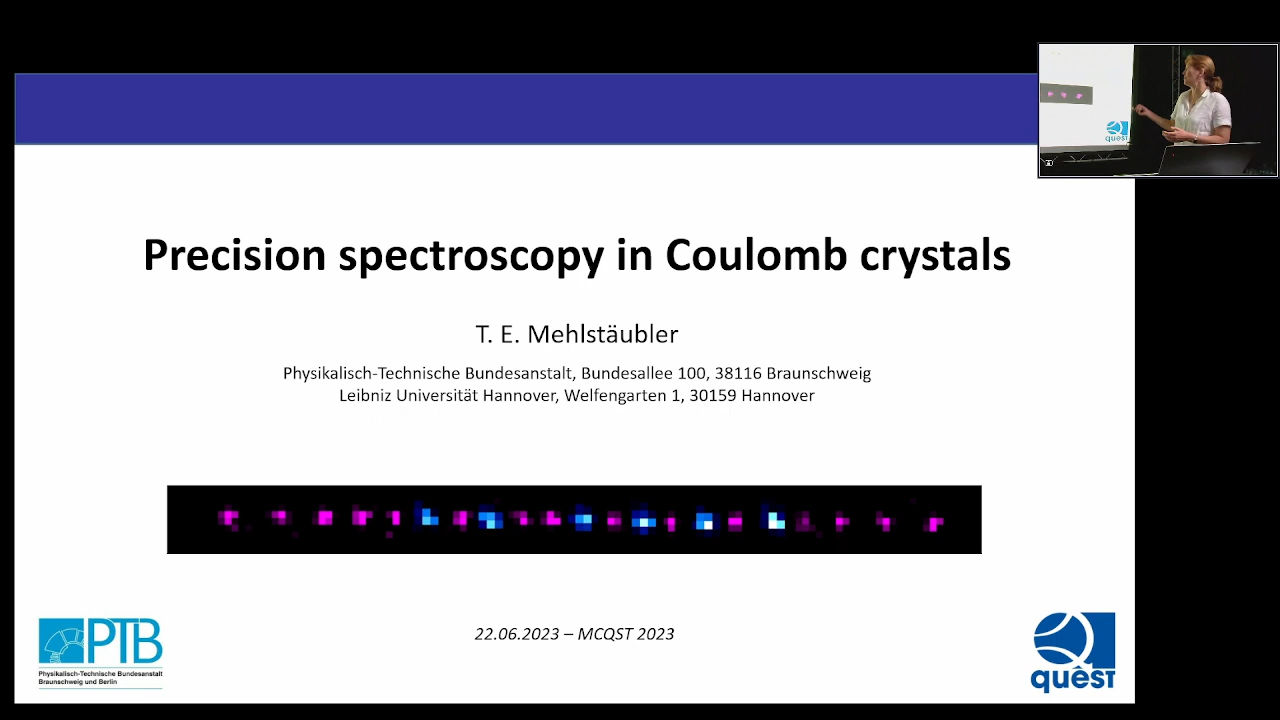 Precision spectroscopy in Coulomb crystals
T. E. Mehlstäubler
Physikalisch-Technische Bundesanstalt, Bundesallee 100, 38116 Braunschweig
Leibniz Universität Hannover, Welfengarten 1, 30159 Hannover
22.06.2023 – MCQST 2023
PTB
Physikalisch-Technische Bundesanstalt
Braunschweig und Berlin
quest
quest